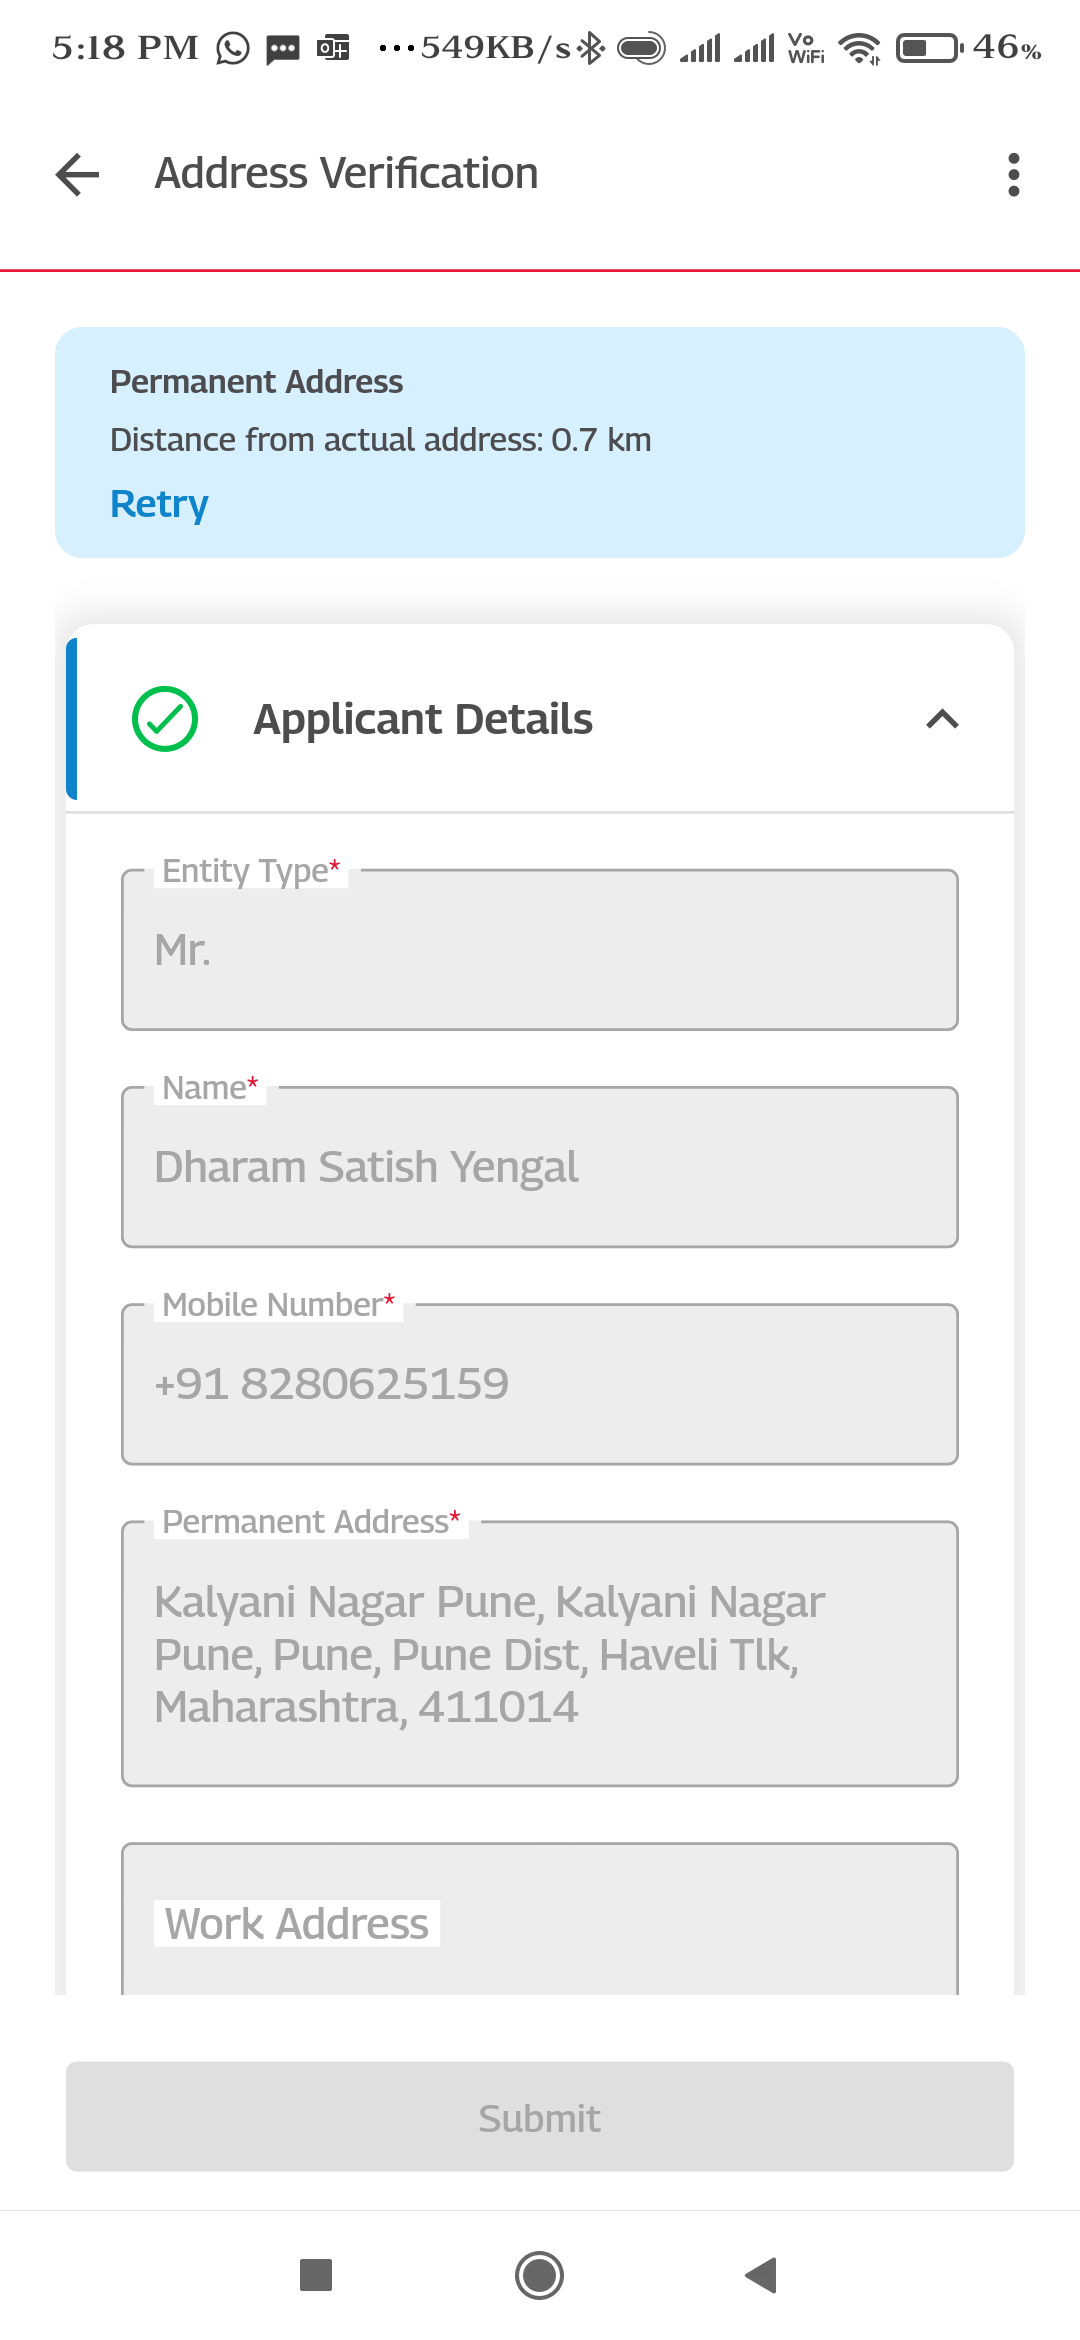 5:18 PM ...549KB/s Vo WiFi 46%
Address Verification
Permanent Address
Distance from actual address: 0.7 km
Retry
Applicant Details
Entity Type*
Mr.
Name*
Dharam Satish Yengal
Mobile Number*
+91 8280625159
Permanent Address*
Kalyani Nagar Pune, Kalyani Nagar
Pune, Pune, Pune Dist, Haveli Tlk,
Maharashtra, 411014
Work Address
Submit